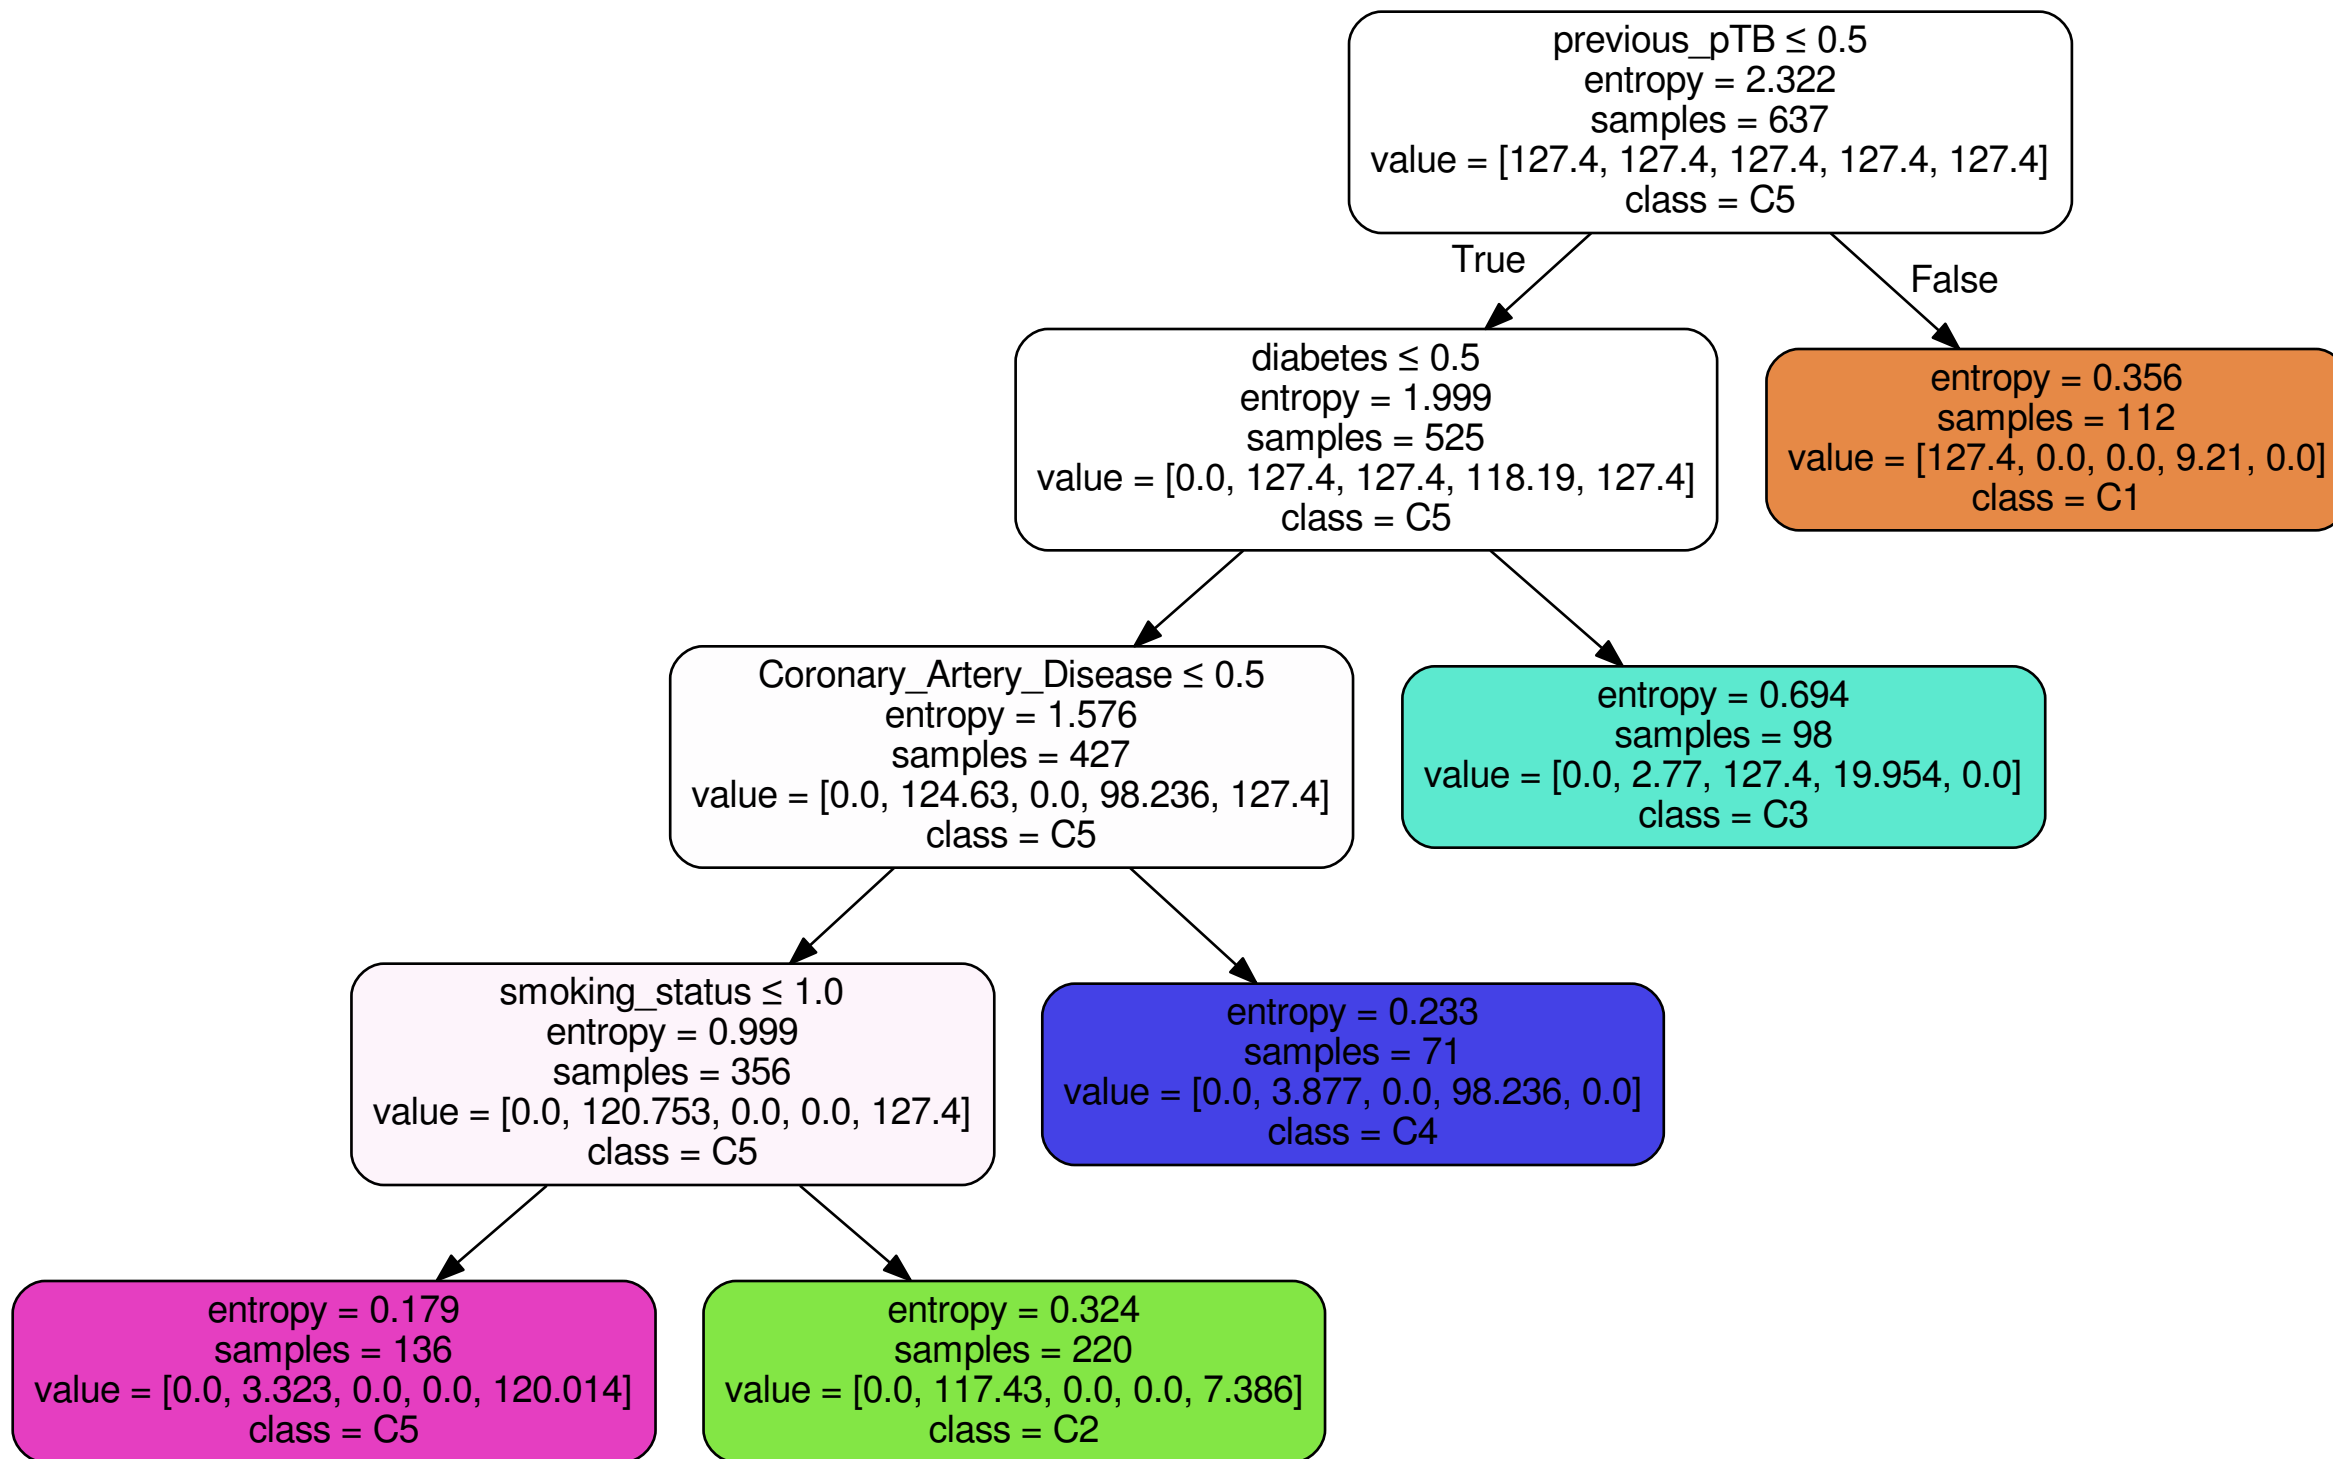 previous_pTB ≤ 0.5
entropy = 2.322
samples = 637
value = [127.4, 127.4, 127.4, 127.4, 127.4]
class = C5
True
False
diabetes ≤ 0.5
entropy = 1.999
samples = 525
value = [0.0, 127.4, 127.4, 118.19, 127.4]
class = C5
entropy = 0.356
samples = 112
value = [127.4, 0.0, 0.0, 9.21, 0.0]
class = C1
Coronary_Artery_Disease ≤ 0.5
entropy = 1.576
samples = 427
value = [0.0, 124.63, 0.0, 98.236, 127.4]
class = C5
entropy = 0.694
samples = 98
value = [0.0, 2.77, 127.4, 19.954, 0.0]
class = C3
smoking_status ≤ 1.0
entropy = 0.999
samples = 356
value = [0.0, 120.753, 0.0, 0.0, 127.4]
class = C5
entropy = 0.233
samples = 71
value = [0.0, 3.877, 0.0, 98.236, 0.0]
class = C4
entropy = 0.179
samples = 136
value = [0.0, 3.323, 0.0, 0.0, 120.014]
class = C5
entropy = 0.324
samples = 220
value = [0.0, 117.43, 0.0, 0.0, 7.386]
class = C2